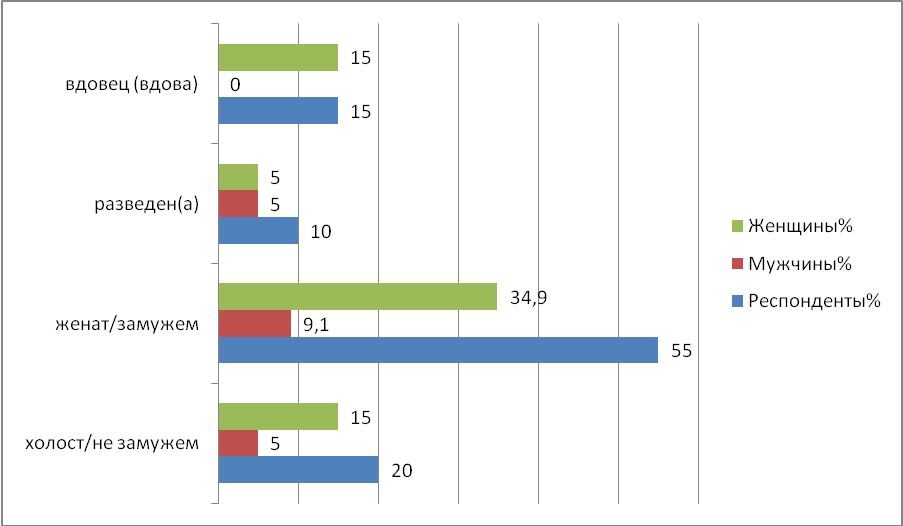 вдовец (вдова)
15
0
15
разведен(а)
5
5
10
женат/замужем
34,9
9,1
55
холост/не замужем
15
5
20
Женщины%
Мужчины%
Респонденты%